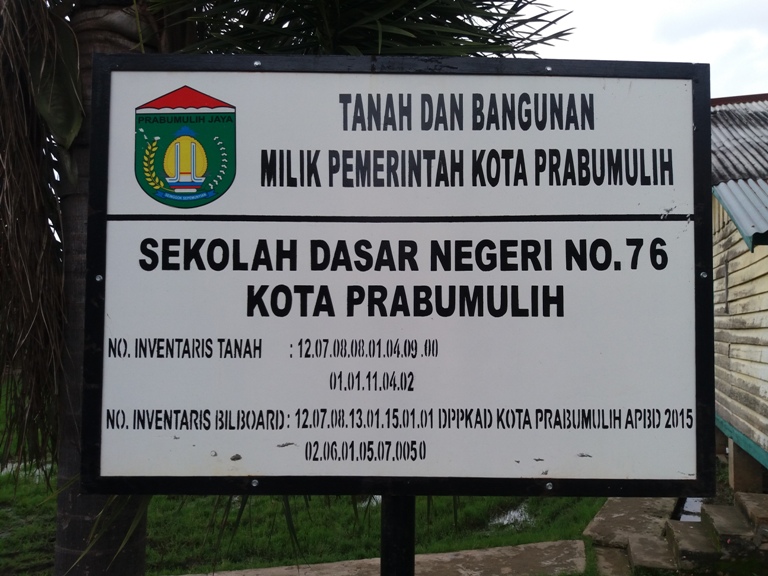 PRABUMULIH JAYA
TANAH DAN BANGUNAN
MILIK PEMERINTAH KOTA PRABUMULIH
SEKOLAH DASAR NEGERI NO.76
KOTA PRABUMULIH
NO. INVENTARIS TANAH : 12.07.08.08.01.04.09.00
01.01.11.04.02
NO. INVENTARIS BILBOARD : 12.07.08.13.01.15.01.01 DPPKAD KOTA PRABUMULIH APBD 2015
02.06.01.05.07.0050